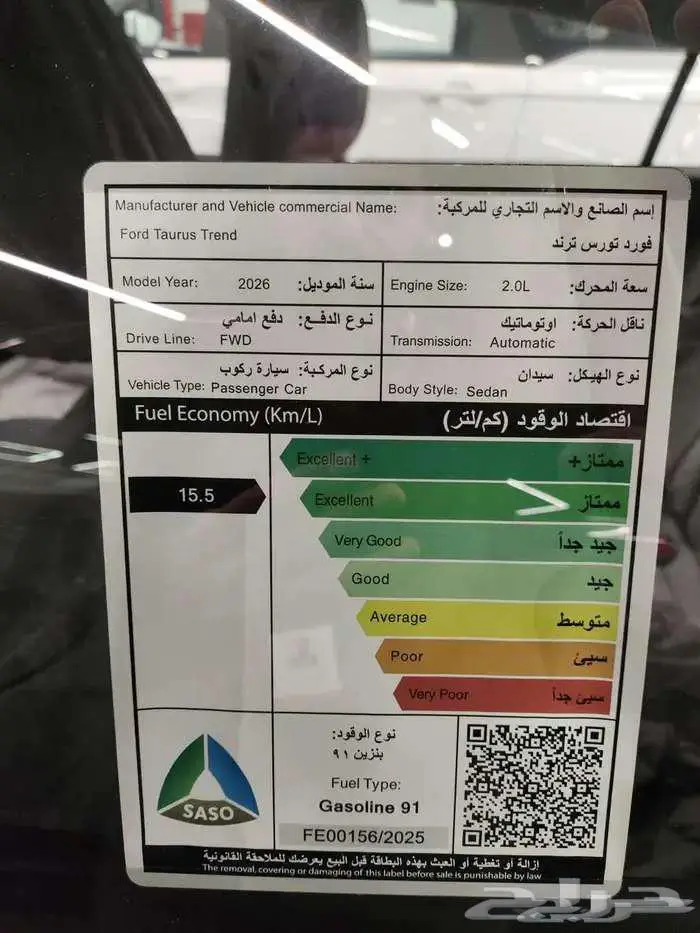 Manufacturer and Vehicle commercial Name: إسم الصانع والاسم التجاري للمركبة:
Ford Taurus Trend فورد تورس ترند
Model Year: 2026 سنة الموديل:
Engine Size: 2.0L سعة المحرك:
نوع الدفع: دفع امامي
Drive Line: FWD
ناقل الحركة: اوتوماتيك
Transmission: Automatic
نوع المركبة: سيارة ركوب
Vehicle Type: Passenger Car
نوع الهيكل: سيدان
Body Style: Sedan
Fuel Economy (Km/L) اقتصاد الوقود (كم/لتر)
15.5
Excellent + ممتاز+
Excellent ممتاز
Very Good جيد جداً
Good جيد
Average متوسط
Poor سيئ
Very Poor سيئ جداً
SASO
نوع الوقود:
بنزين ٩١
Fuel Type:
Gasoline 91
FE00156/2025
إزالة أو تغطية أو العبث بهذه البطاقة قبل البيع يعرضك للملاحقة القانونية
The removal, covering or damaging of this label before sale is punishable by law
حراج